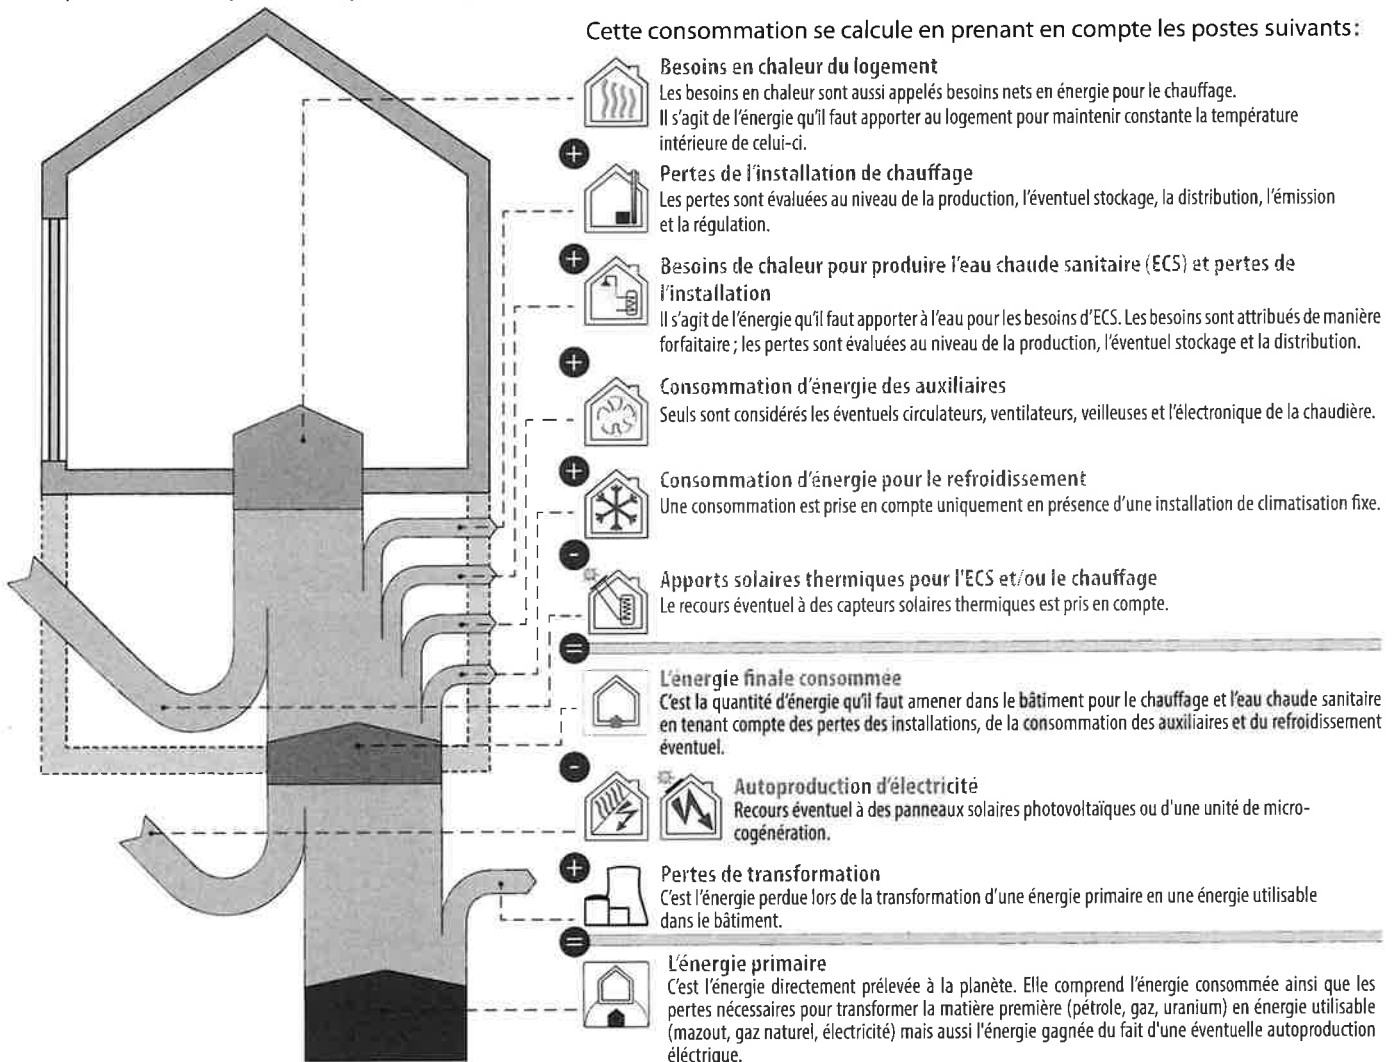 Cette consommation se calcule en prenant en compte les postes suivants:
Besoins en chaleur du logement
Les besoins en chaleur sont aussi appelés besoins nets en énergie pour le chauffage.
Il s'agit de l'énergie qu'il faut apporter au logement pour maintenir constante la température
intérieure de celui-ci.
+
Pertes de l'installation de chauffage
Les pertes sont évaluées au niveau de la production, l'éventuel stockage, la distribution, l'émission
et la régulation.
+
Besoins de chaleur pour produire l'eau chaude sanitaire (ECS) et pertes de
l'installation
Il s'agit de l'énergie qu'il faut apporter à l'eau pour les besoins d'ECS. Les besoins sont attribués de manière
forfaitaire ; les pertes sont évaluées au niveau de la production, l'éventuel stockage et la distribution.
+
Consommation d'énergie des auxiliaires
Seuls sont considérés les éventuels circulateurs, ventilateurs, veilleuses et l'électronique de la chaudière.
+
Consommation d'énergie pour le refroidissement
Une consommation est prise en compte uniquement en présence d'une installation de climatisation fixe.
-
Apports solaires thermiques pour l'ECS et/ou le chauffage
Le recours éventuel à des capteurs solaires thermiques est pris en compte.
=
L'énergie finale consommée
C'est la quantité d'énergie qu'il faut amener dans le bâtiment pour le chauffage et l'eau chaude sanitaire
en tenant compte des pertes des installations, de la consommation des auxiliaires et du refroidissement
éventuel.
-
Autoproduction d'électricité
Recours éventuel à des panneaux solaires photovoltaïques ou d'une unité de micro-
cogénération.
+
Pertes de transformation
C'est l'énergie perdue lors de la transformation d'une énergie primaire en une énergie utilisable
dans le bâtiment.
=
L'énergie primaire
C'est l'énergie directement prélevée à la planète. Elle comprend l'énergie consommée ainsi que les
pertes nécessaires pour transformer la matière première (pétrole, gaz, uranium) en énergie utilisable
(mazout, gaz naturel, électricité) mais aussi l'énergie gagnée du fait d'une éventuelle autoproduction
éléctrique.